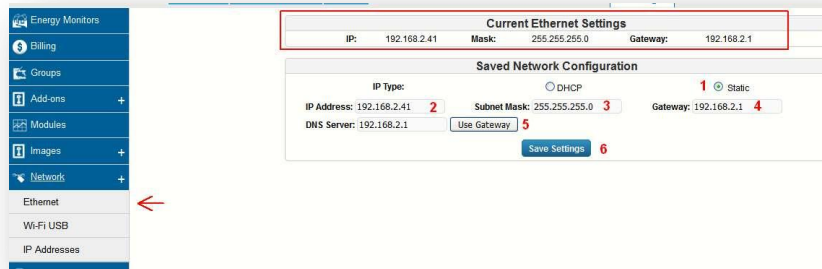 Energy Monitors
Billing
Groups
Add-ons +
Modules
Images +
Network +
Ethernet
Wi-Fi USB
IP Addresses
Current Ethernet Settings
IP: 192.168.2.41 Mask: 255.255.255.0 Gateway: 192.168.2.1
Saved Network Configuration
IP Type: DHCP 1 Static
IP Address: 192.168.2.41 2 Subnet Mask: 255.255.255.0 3 Gateway: 192.168.2.1 4
DNS Server: 192.168.2.1 Use Gateway 5
Save Settings 6